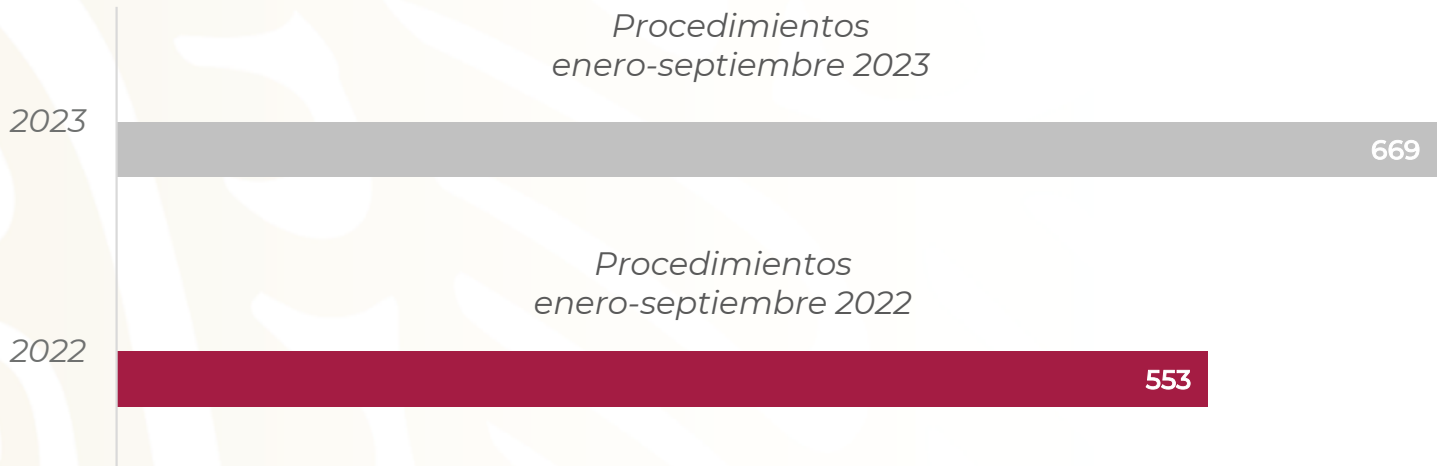 Procedimientos
enero-septiembre 2023
2023
669
Procedimientos
enero-septiembre 2022
2022
553